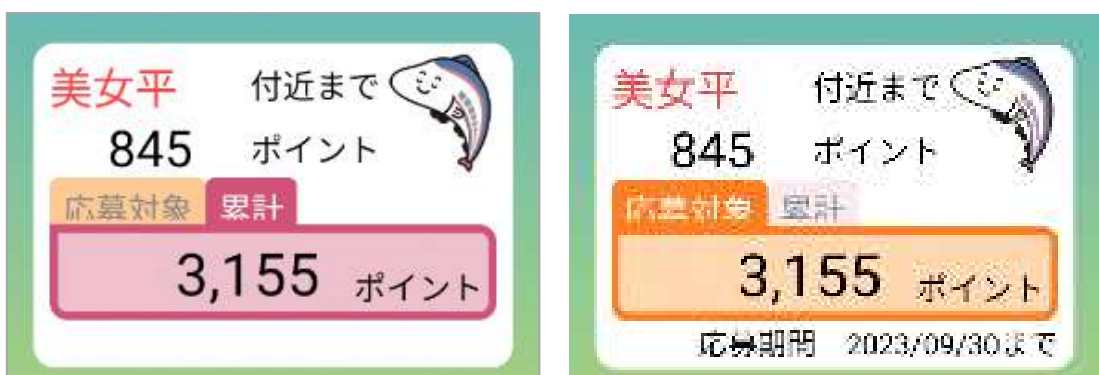 美女平 付近まで
845 ポイント
応募対象 累計
3,155 ポイント
美女平 付近まで
845 ポイント
応募対象 累計
3,155 ポイント
応募期間 2023/09/30まで